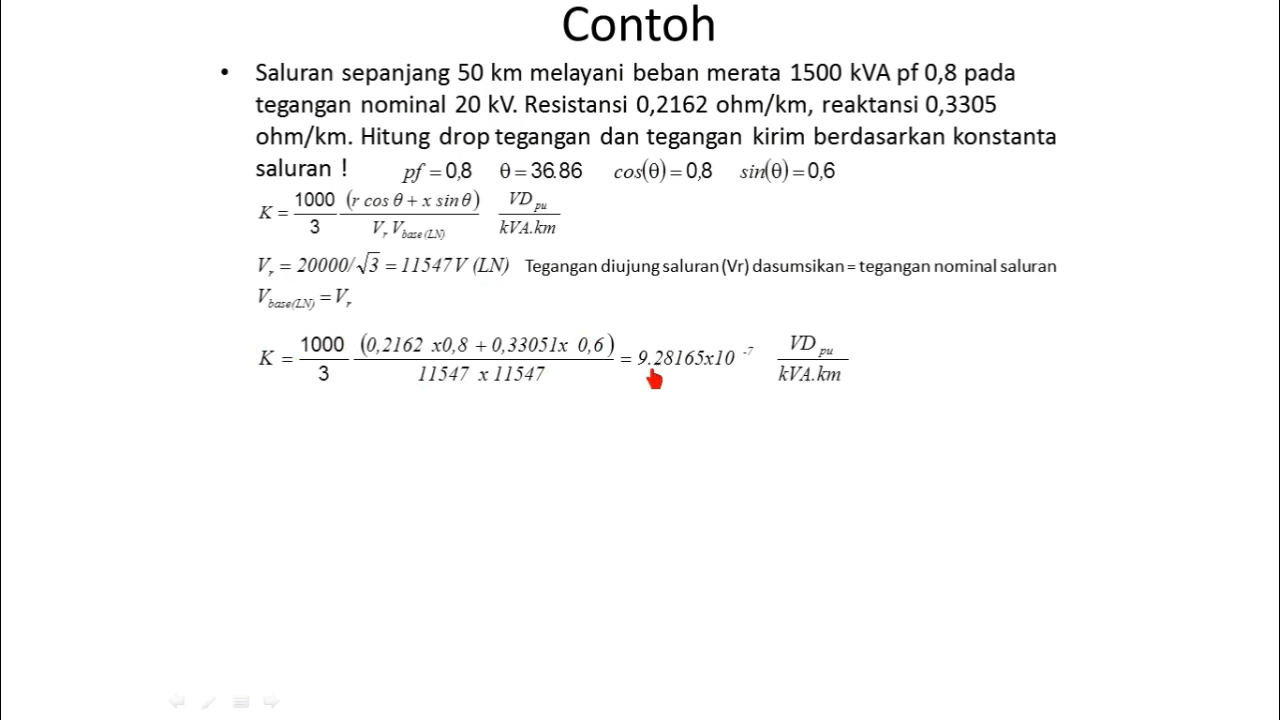 Contoh
• Saluran sepanjang 50 km melayani beban merata 1500 kVA pf 0,8 pada
tegangan nominal 20 kV. Resistansi 0,2162 ohm/km, reaktansi 0,3305
ohm/km. Hitung drop tegangan dan tegangan kirim berdasarkan konstanta
saluran ! pf = 0,8 θ = 36.86 cos(θ) = 0,8 sin(θ) = 0,6
K = 1000/3 (r cos θ + x sin θ)/(V_r V_base(LN)) VD_pu/kVA.km
V_r = 20000/√3 = 11547 V (LN) Tegangan diujung saluran (Vr) dasumsikan = tegangan nominal saluran
V_base(LN) = V_r
K = 1000/3 (0,2162 x0,8 + 0,33051x 0,6)/(11547 x 11547) = 9.28165x10^-7 VD_pu/kVA.km